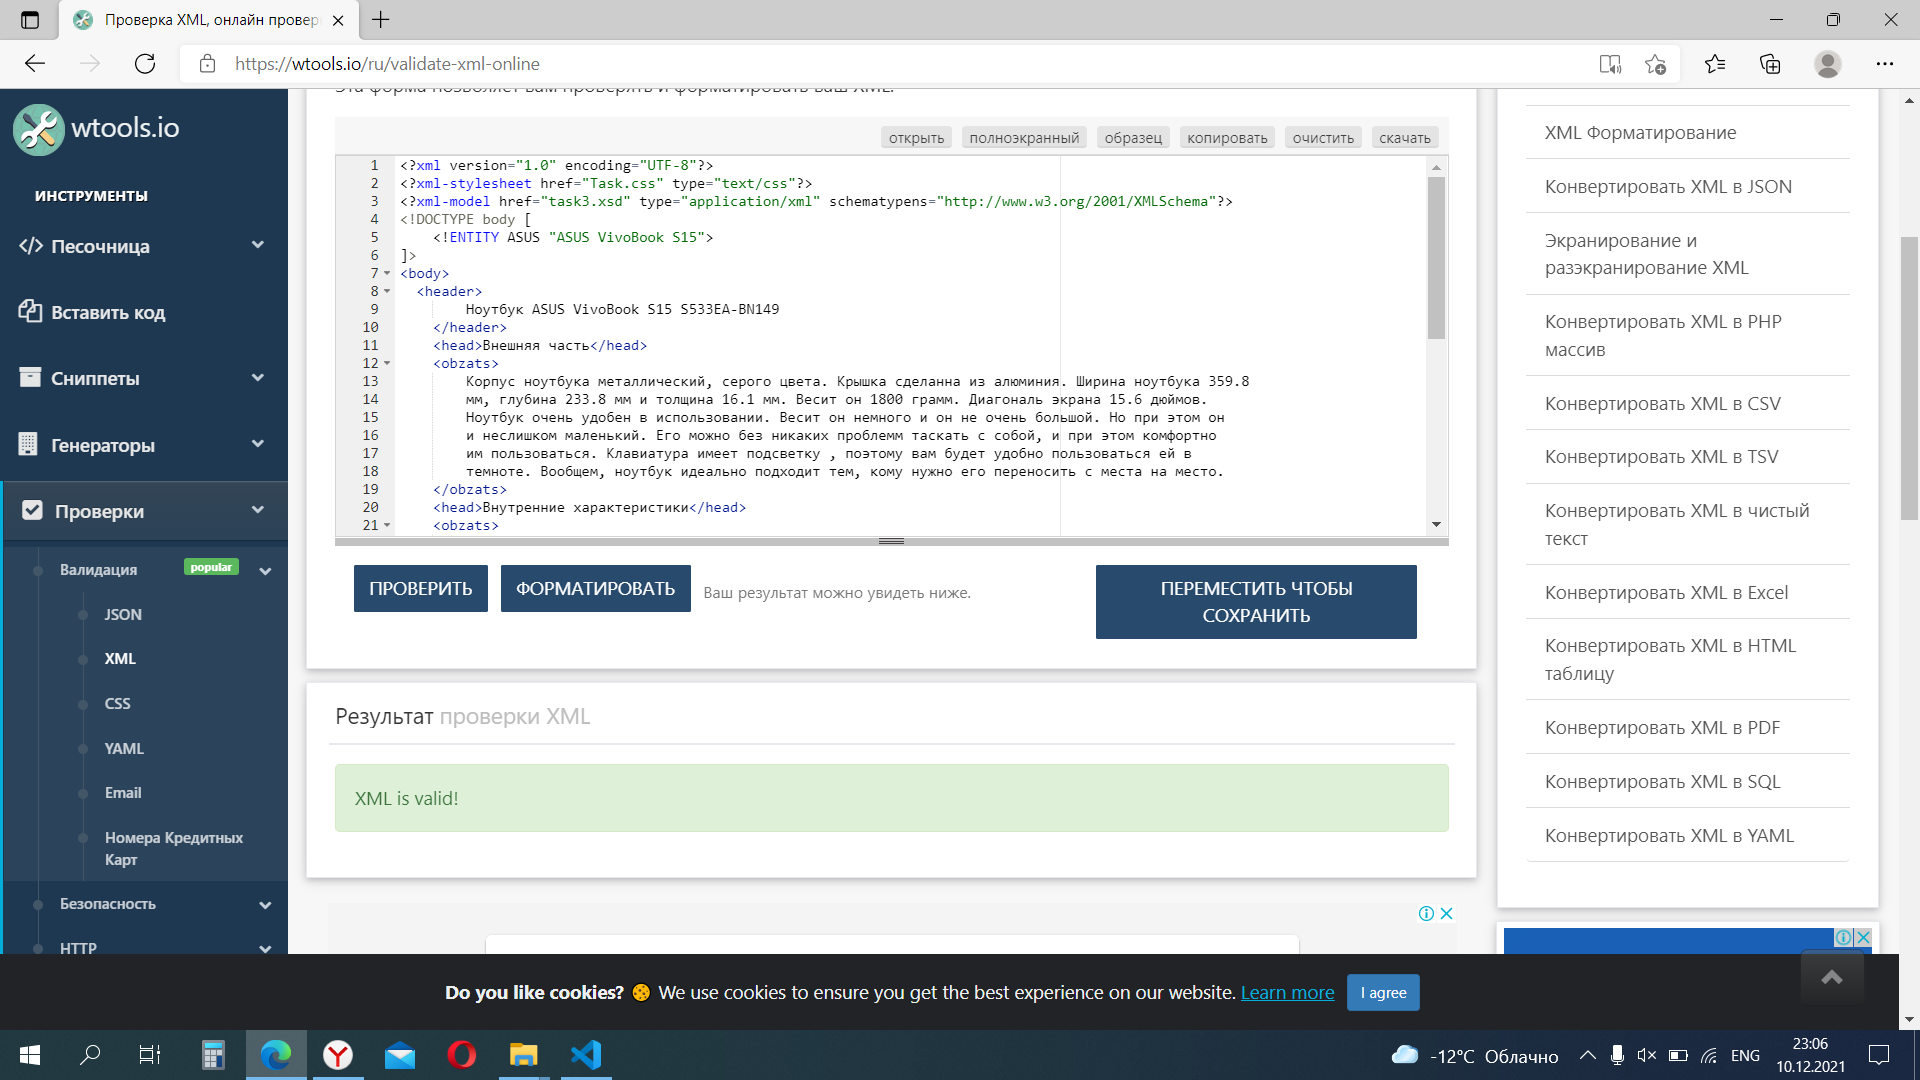 Проверка XML, онлайн провер
https://wtools.io/ru/validate-xml-online
wtools.io
ИНСТРУМЕНТЫ
Песочница
Вставить код
Сниппеты
Генераторы
Проверки
Валидация popular
JSON
XML
CSS
YAML
Email
Номера Кредитных
Карт
Безопасность
HTTP
Эта форма позволяет вам проверять и форматировать ваш XML.
открыть полноэкранный образец копировать очистить скачать
1 <?xml version="1.0" encoding="UTF-8"?>
2 <?xml-stylesheet href="Task.css" type="text/css"?>
3 <?xml-model href="task3.xsd" type="application/xml" schematypens="http://www.w3.org/2001/XMLSchema"?>
4 <!DOCTYPE body [
5 <!ENTITY ASUS "ASUS VivoBook S15">
6 ]>
7 <body>
8 <header>
9 Ноутбук ASUS VivoBook S15 S533EA-BN149
10 </header>
11 <head>Внешняя часть</head>
12 <obzats>
13 Корпус ноутбука металлический, серого цвета. Крышка сделанна из алюминия. Ширина ноутбука 359.8
14 мм, глубина 233.8 мм и толщина 16.1 мм. Весит он 1800 грамм. Диагональ экрана 15.6 дюймов.
15 Ноутбук очень удобен в использовании. Весит он немного и он не очень большой. Но при этом он
16 и неслишком маленький. Его можно без никаких проблемм таскать с собой, и при этом комфортно
17 им пользоваться. Клавиатура имеет подсветку , поэтому вам будет удобно пользоваться ей в
18 темноте. Вообщем, ноутбук идеально подходит тем, кому нужно его переносить с места на место.
19 </obzats>
20 <head>Внутренние характеристики</head>
21 <obzats>
ПРОВЕРИТЬ ФОРМАТИРОВАТЬ Ваш результат можно увидеть ниже.
ПЕРЕМЕСТИТЬ ЧТОБЫ
СОХРАНИТЬ
Результат проверки XML
XML is valid!
XML Форматирование
Конвертировать XML в JSON
Экранирование и
разэкранирование XML
Конвертировать XML в PHP
массив
Конвертировать XML в CSV
Конвертировать XML в TSV
Конвертировать XML в чистый
текст
Конвертировать XML в Excel
Конвертировать XML в HTML
таблицу
Конвертировать XML в PDF
Конвертировать XML в SQL
Конвертировать XML в YAML
Do you like cookies? We use cookies to ensure you get the best experience on our website. Learn more I agree
-12°C Облачно
ENG
23:06
10.12.2021